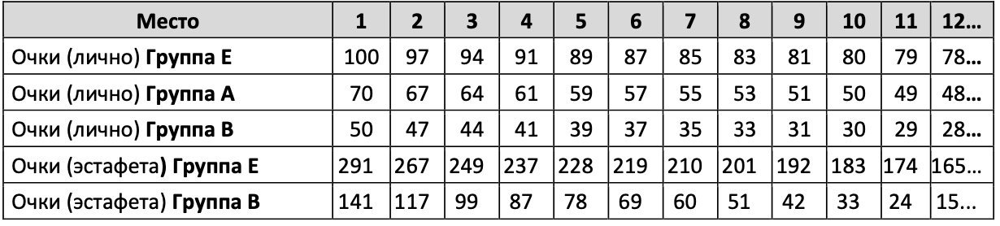 Место 1 2 3 4 5 6 7 8 9 10 11 12...
Очки (лично) Группа Е 100 97 94 91 89 87 85 83 81 80 79 78...
Очки (лично) Группа А 70 67 64 61 59 57 55 53 51 50 49 48...
Очки (лично) Группа В 50 47 44 41 39 37 35 33 31 30 29 28...
Очки (эстафета) Группа Е 291 267 249 237 228 219 210 201 192 183 174 165...
Очки (эстафета) Группа В 141 117 99 87 78 69 60 51 42 33 24 15...